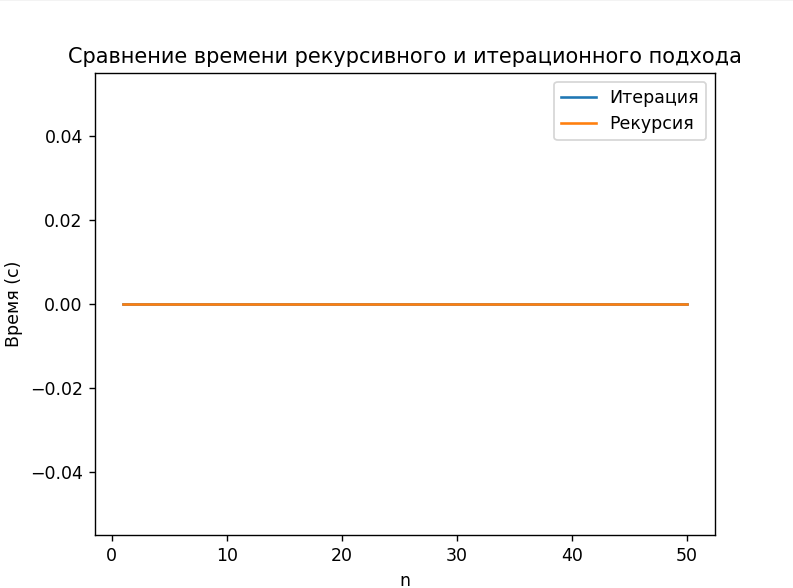 Сравнение времени рекурсивного и итерационного подхода
Итерация
Рекурсия
0.04
0.02
0.00
−0.02
−0.04
Время (с)
0 10 20 30 40 50
n